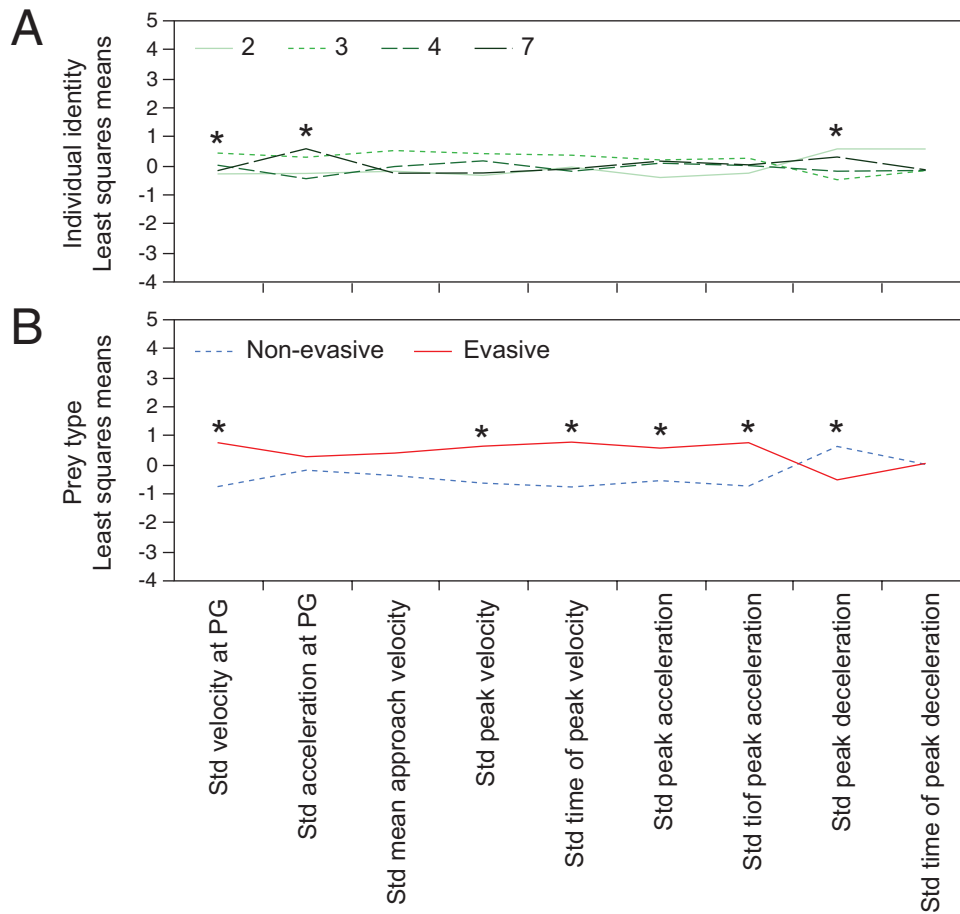 A
Individual identity
Least squares means
5
4
3
2
1
0
-1
-2
-3
-4
2 3 4 7
* * *
B
Prey type
Least squares means
5
4
3
2
1
0
-1
-2
-3
-4
Non-evasive Evasive
* * * * * *
Std velocity at PG
Std acceleration at PG
Std mean approach velocity
Std peak velocity
Std time of peak velocity
Std peak acceleration
Std tiof peak acceleration
Std peak deceleration
Std time of peak deceleration